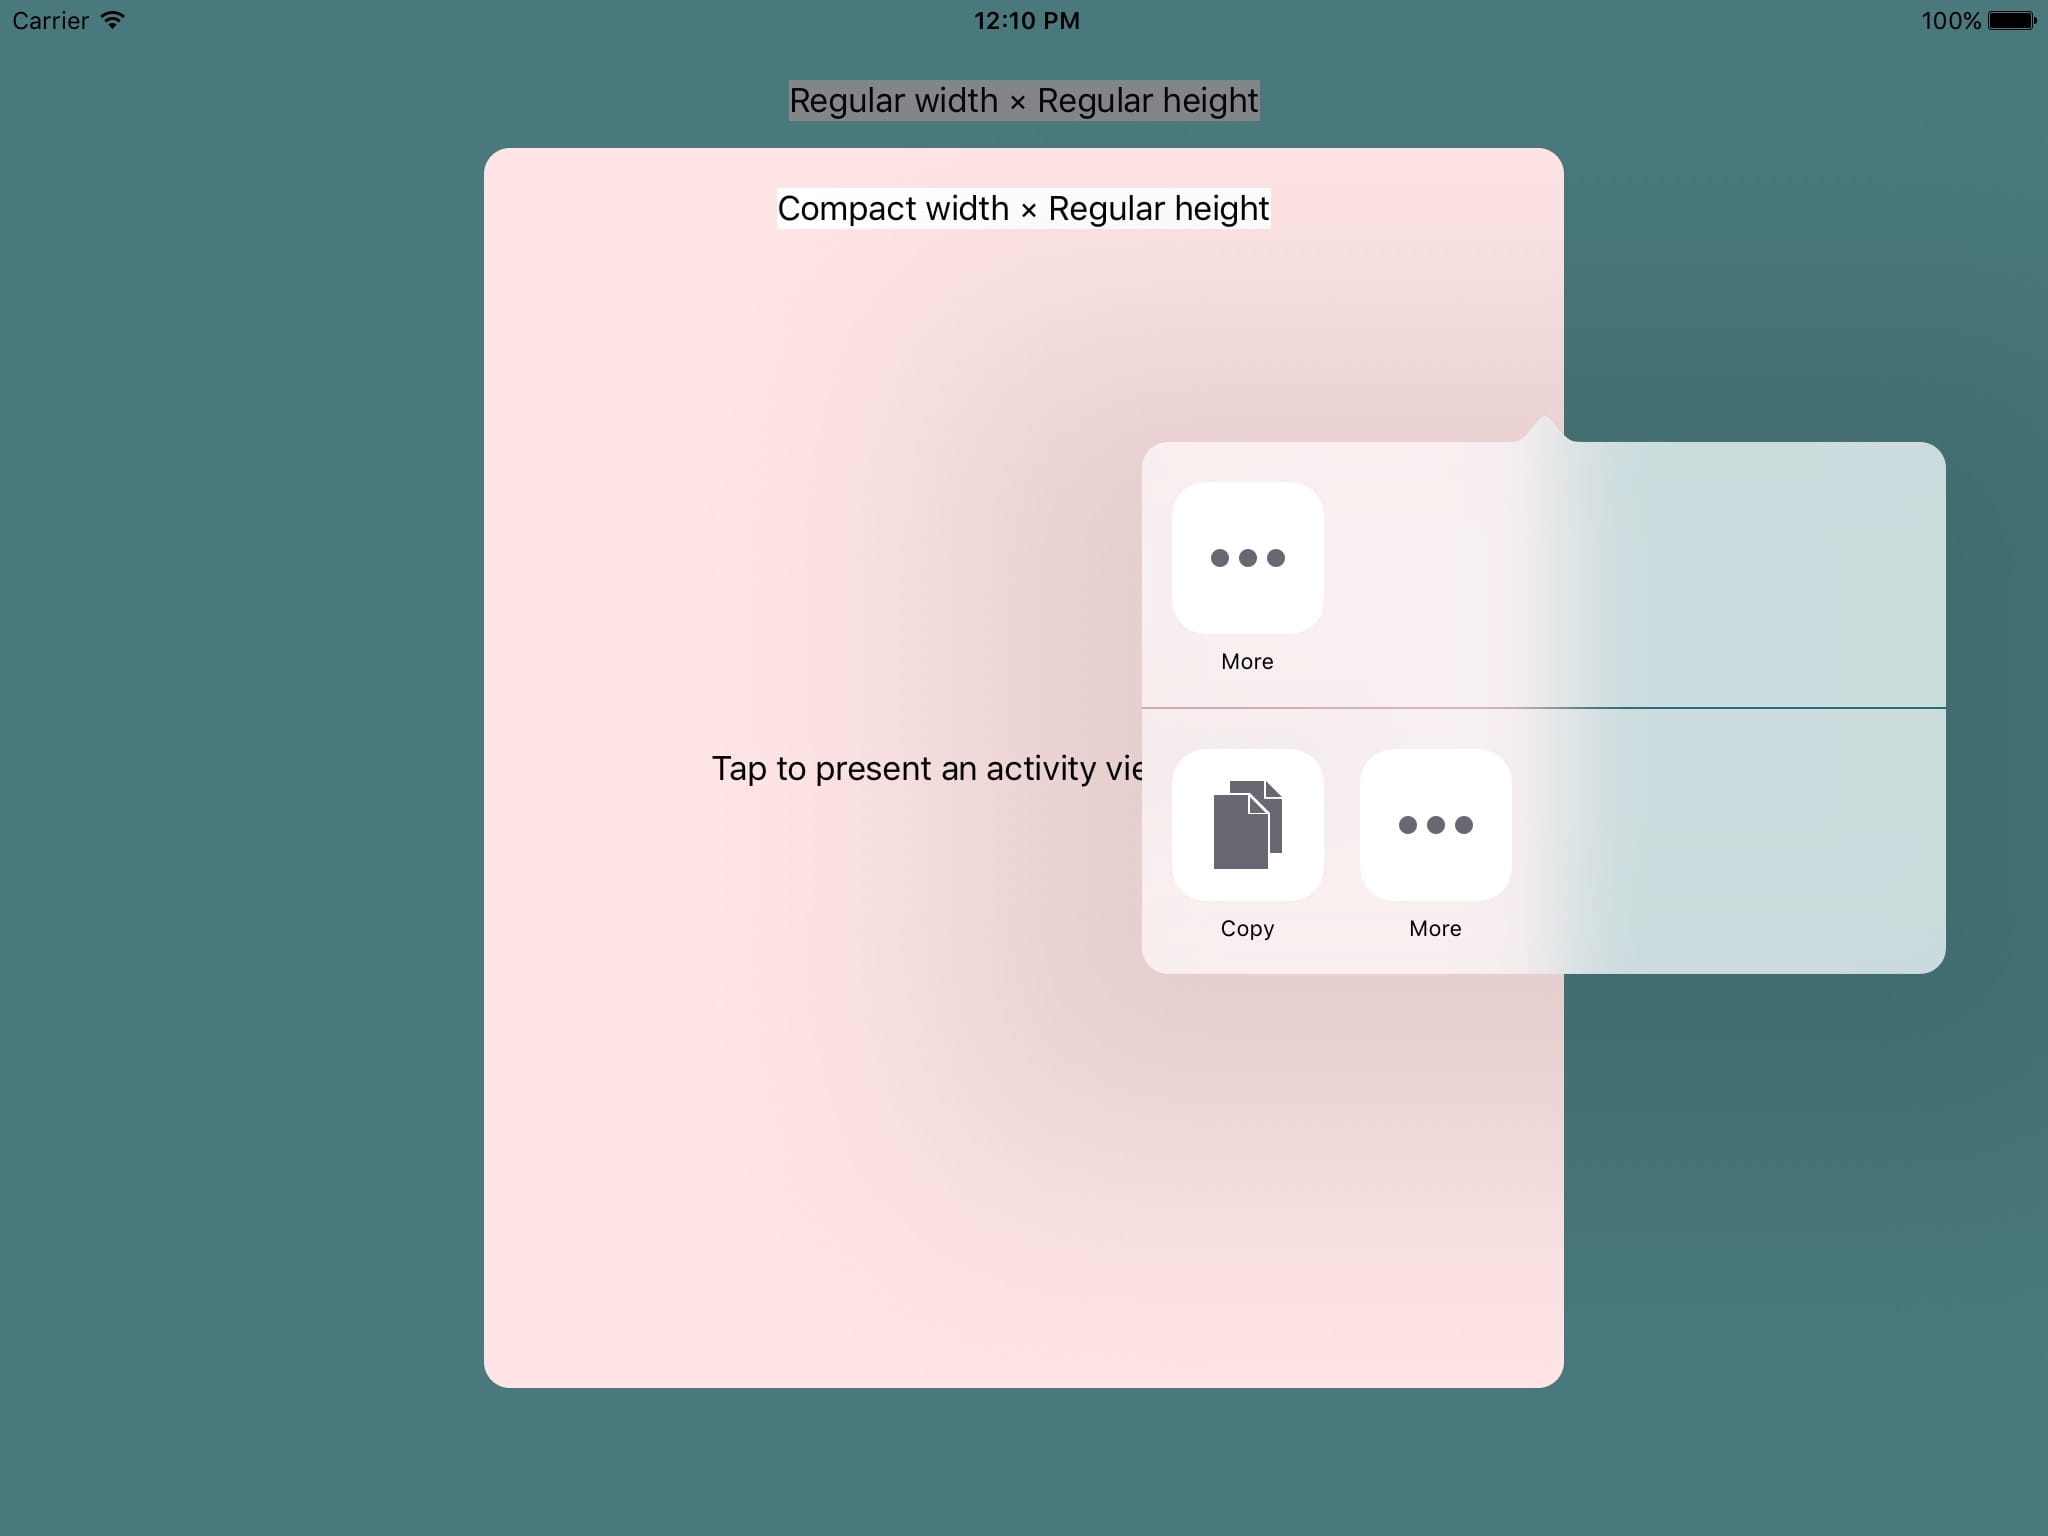 Carrier 12:10 PM 100%
Regular width × Regular height
Compact width × Regular height
More
Tap to present an activity
Copy More